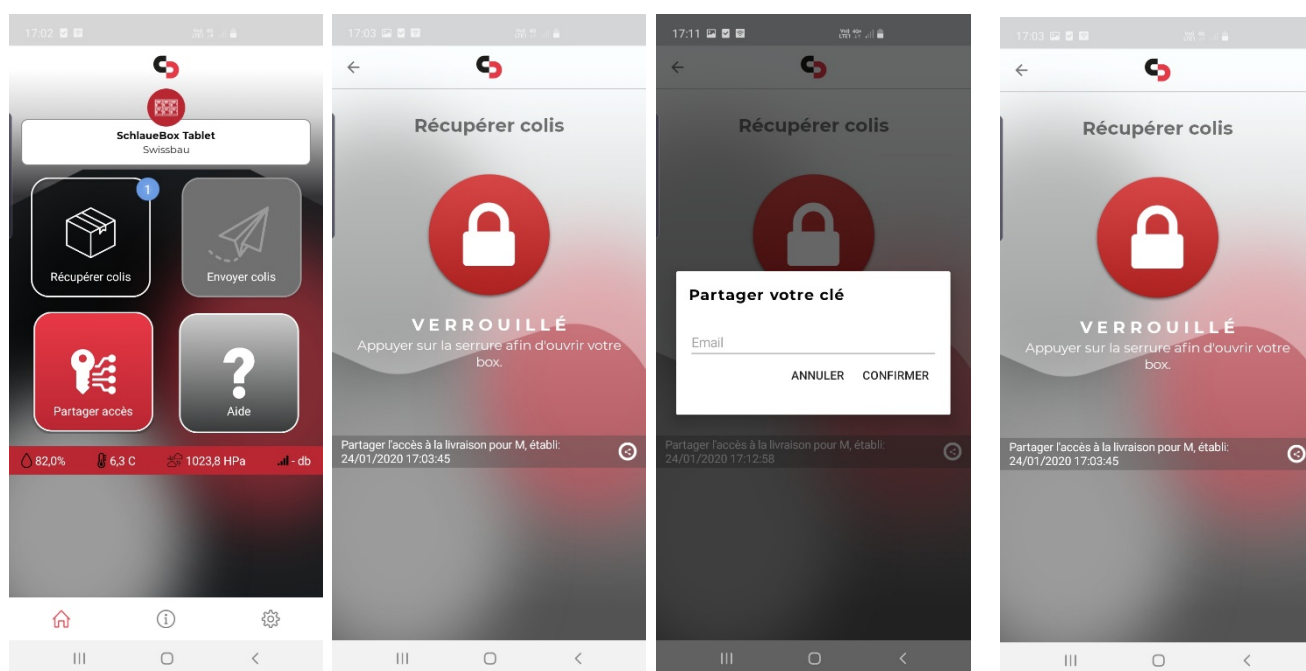 17:02
SchlaueBox Tablet
Swissbau
1
Récupérer colis
Envoyer colis
Partager accès
Aide
82,0%
6,3 C
1023,8 HPa
- db
17:03
Récupérer colis
VERROUILLÉ
Appuyer sur la serrure afin d'ouvrir votre
box.
Partager l'accès à la livraison pour M, établi:
24/01/2020 17:03:45
17:11
Récupérer colis
Partager votre clé
Email
ANNULER CONFIRMER
Partager l'accès à la livraison pour M, établi:
24/01/2020 17:12:58
17:03
Récupérer colis
VERROUILLÉ
Appuyer sur la serrure afin d'ouvrir votre
box.
Partager l'accès à la livraison pour M, établi:
24/01/2020 17:03:45